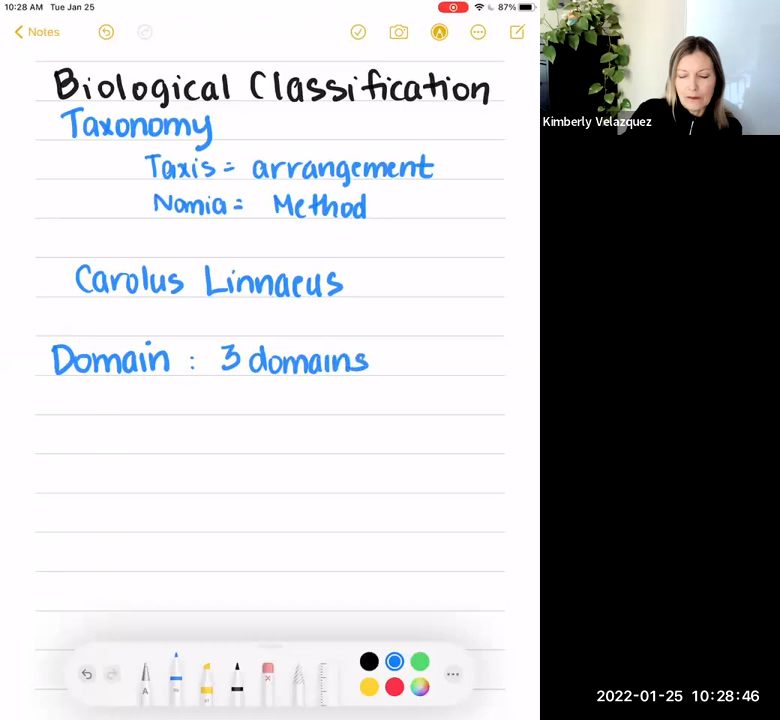 10:28 AM Tue Jan 25
87%
Notes
Biological Classification
Taxonomy
Taxis = arrangement
Nomia = Method
Carolus Linnaeus
Domain : 3 domains
A
Kimberly Velazquez
2022-01-25 10:28:46